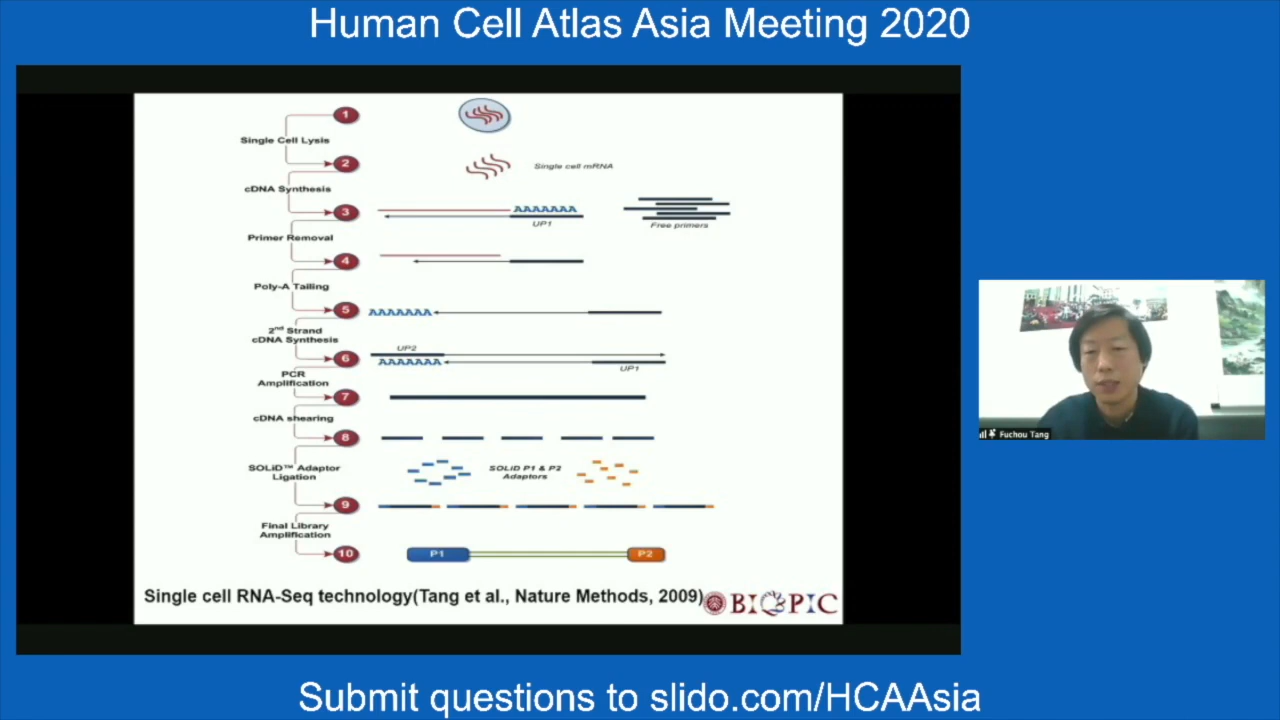 Human Cell Atlas Asia Meeting 2020
1
Single Cell Lysis
2
Single cell mRNA
cDNA Synthesis
3
AAAAAAA
UP1
Free primers
Primer Removal
4
Poly-A Tailing
5
AAAAAAA
2nd Strand
cDNA Synthesis
6
UP2
AAAAAAA
UP1
PCR
Amplification
7
cDNA shearing
8
SOLiD™ Adaptor
Ligation
SOLiD P1 & P2
Adaptors
9
Final Library
Amplification
10
P1
P2
Single cell RNA-Seq technology(Tang et al., Nature Methods, 2009)
BIOPIC
Fuchou Tang
Submit questions to slido.com/HCAAsia